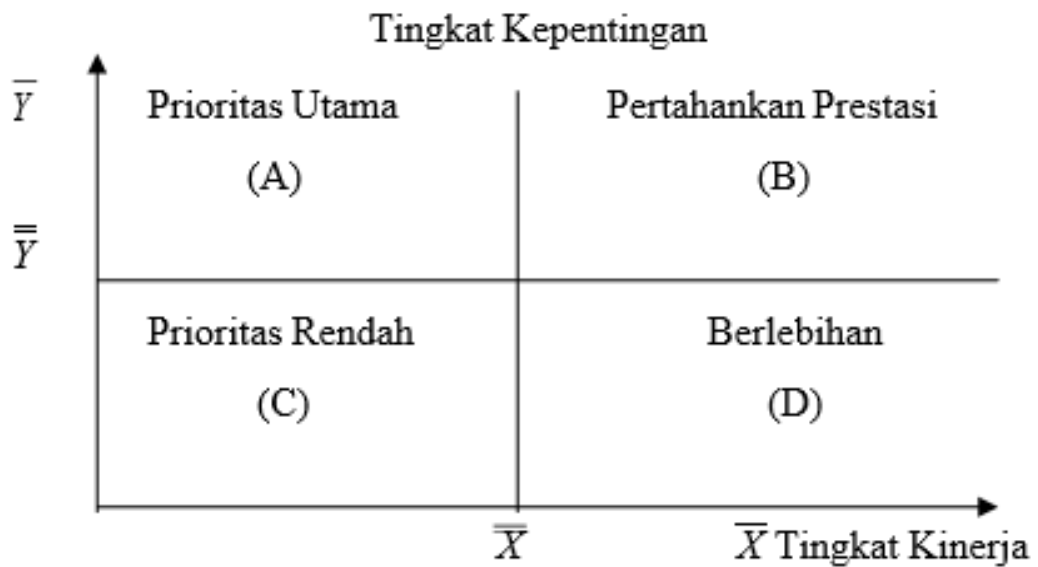 Tingkat Kepentingan
Y̅ Prioritas Utama Pertahankan Prestasi
(A) (B)
Y̿
Prioritas Rendah Berlebihan
(C) (D)
X̿ X̅ Tingkat Kinerja